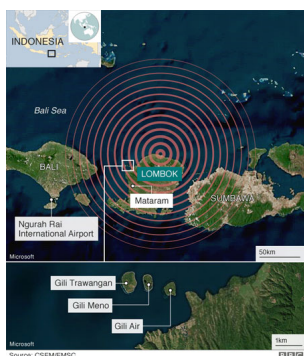 INDONESIA
Bali Sea
BALI
LOMBOK
Mataram
SUMBAWA
Ngurah Rai
International Airport
Microsoft
50km
Gili Trawangan
Gili Meno
Gili Air
Microsoft
1km
Source: CSEM/EMSC
BBC